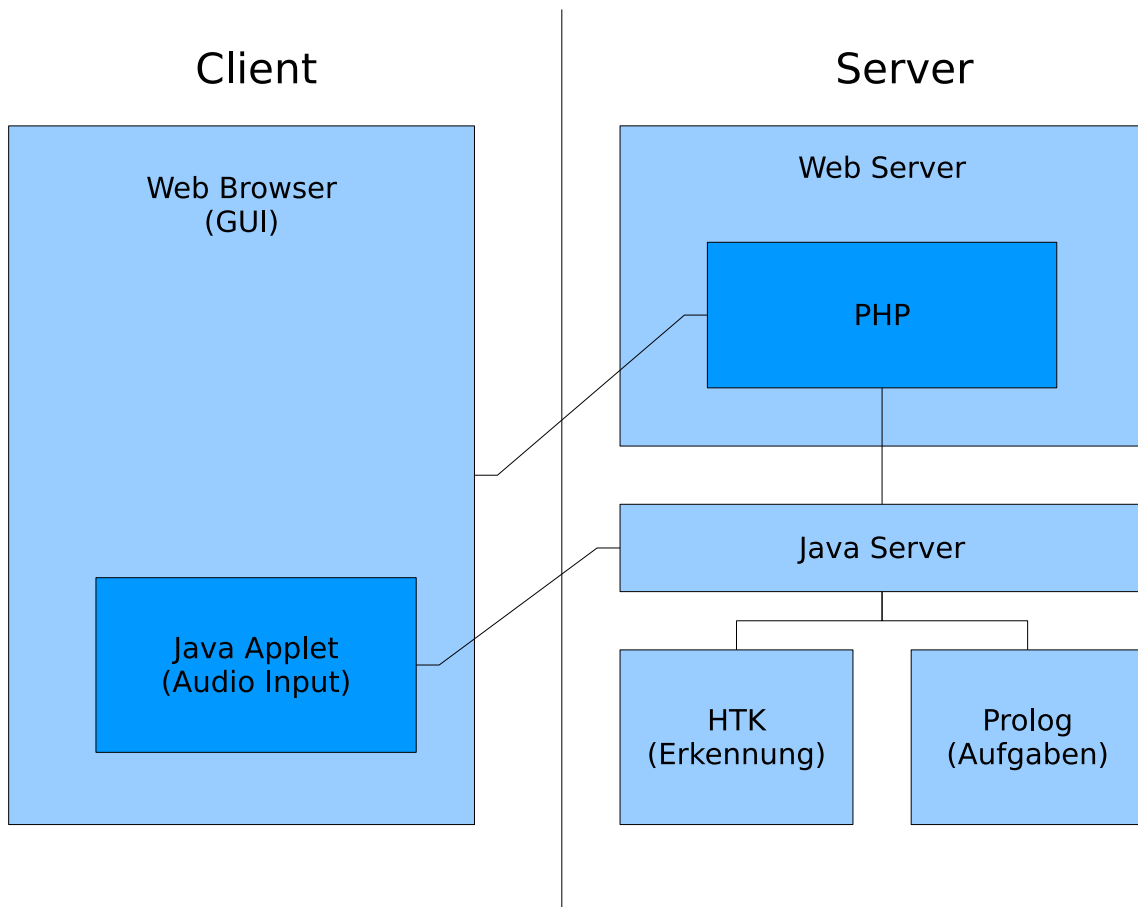 Client
Server
Web Browser
(GUI)
Web Server
PHP
Java Server
Java Applet
(Audio Input)
HTK
(Erkennung)
Prolog
(Aufgaben)